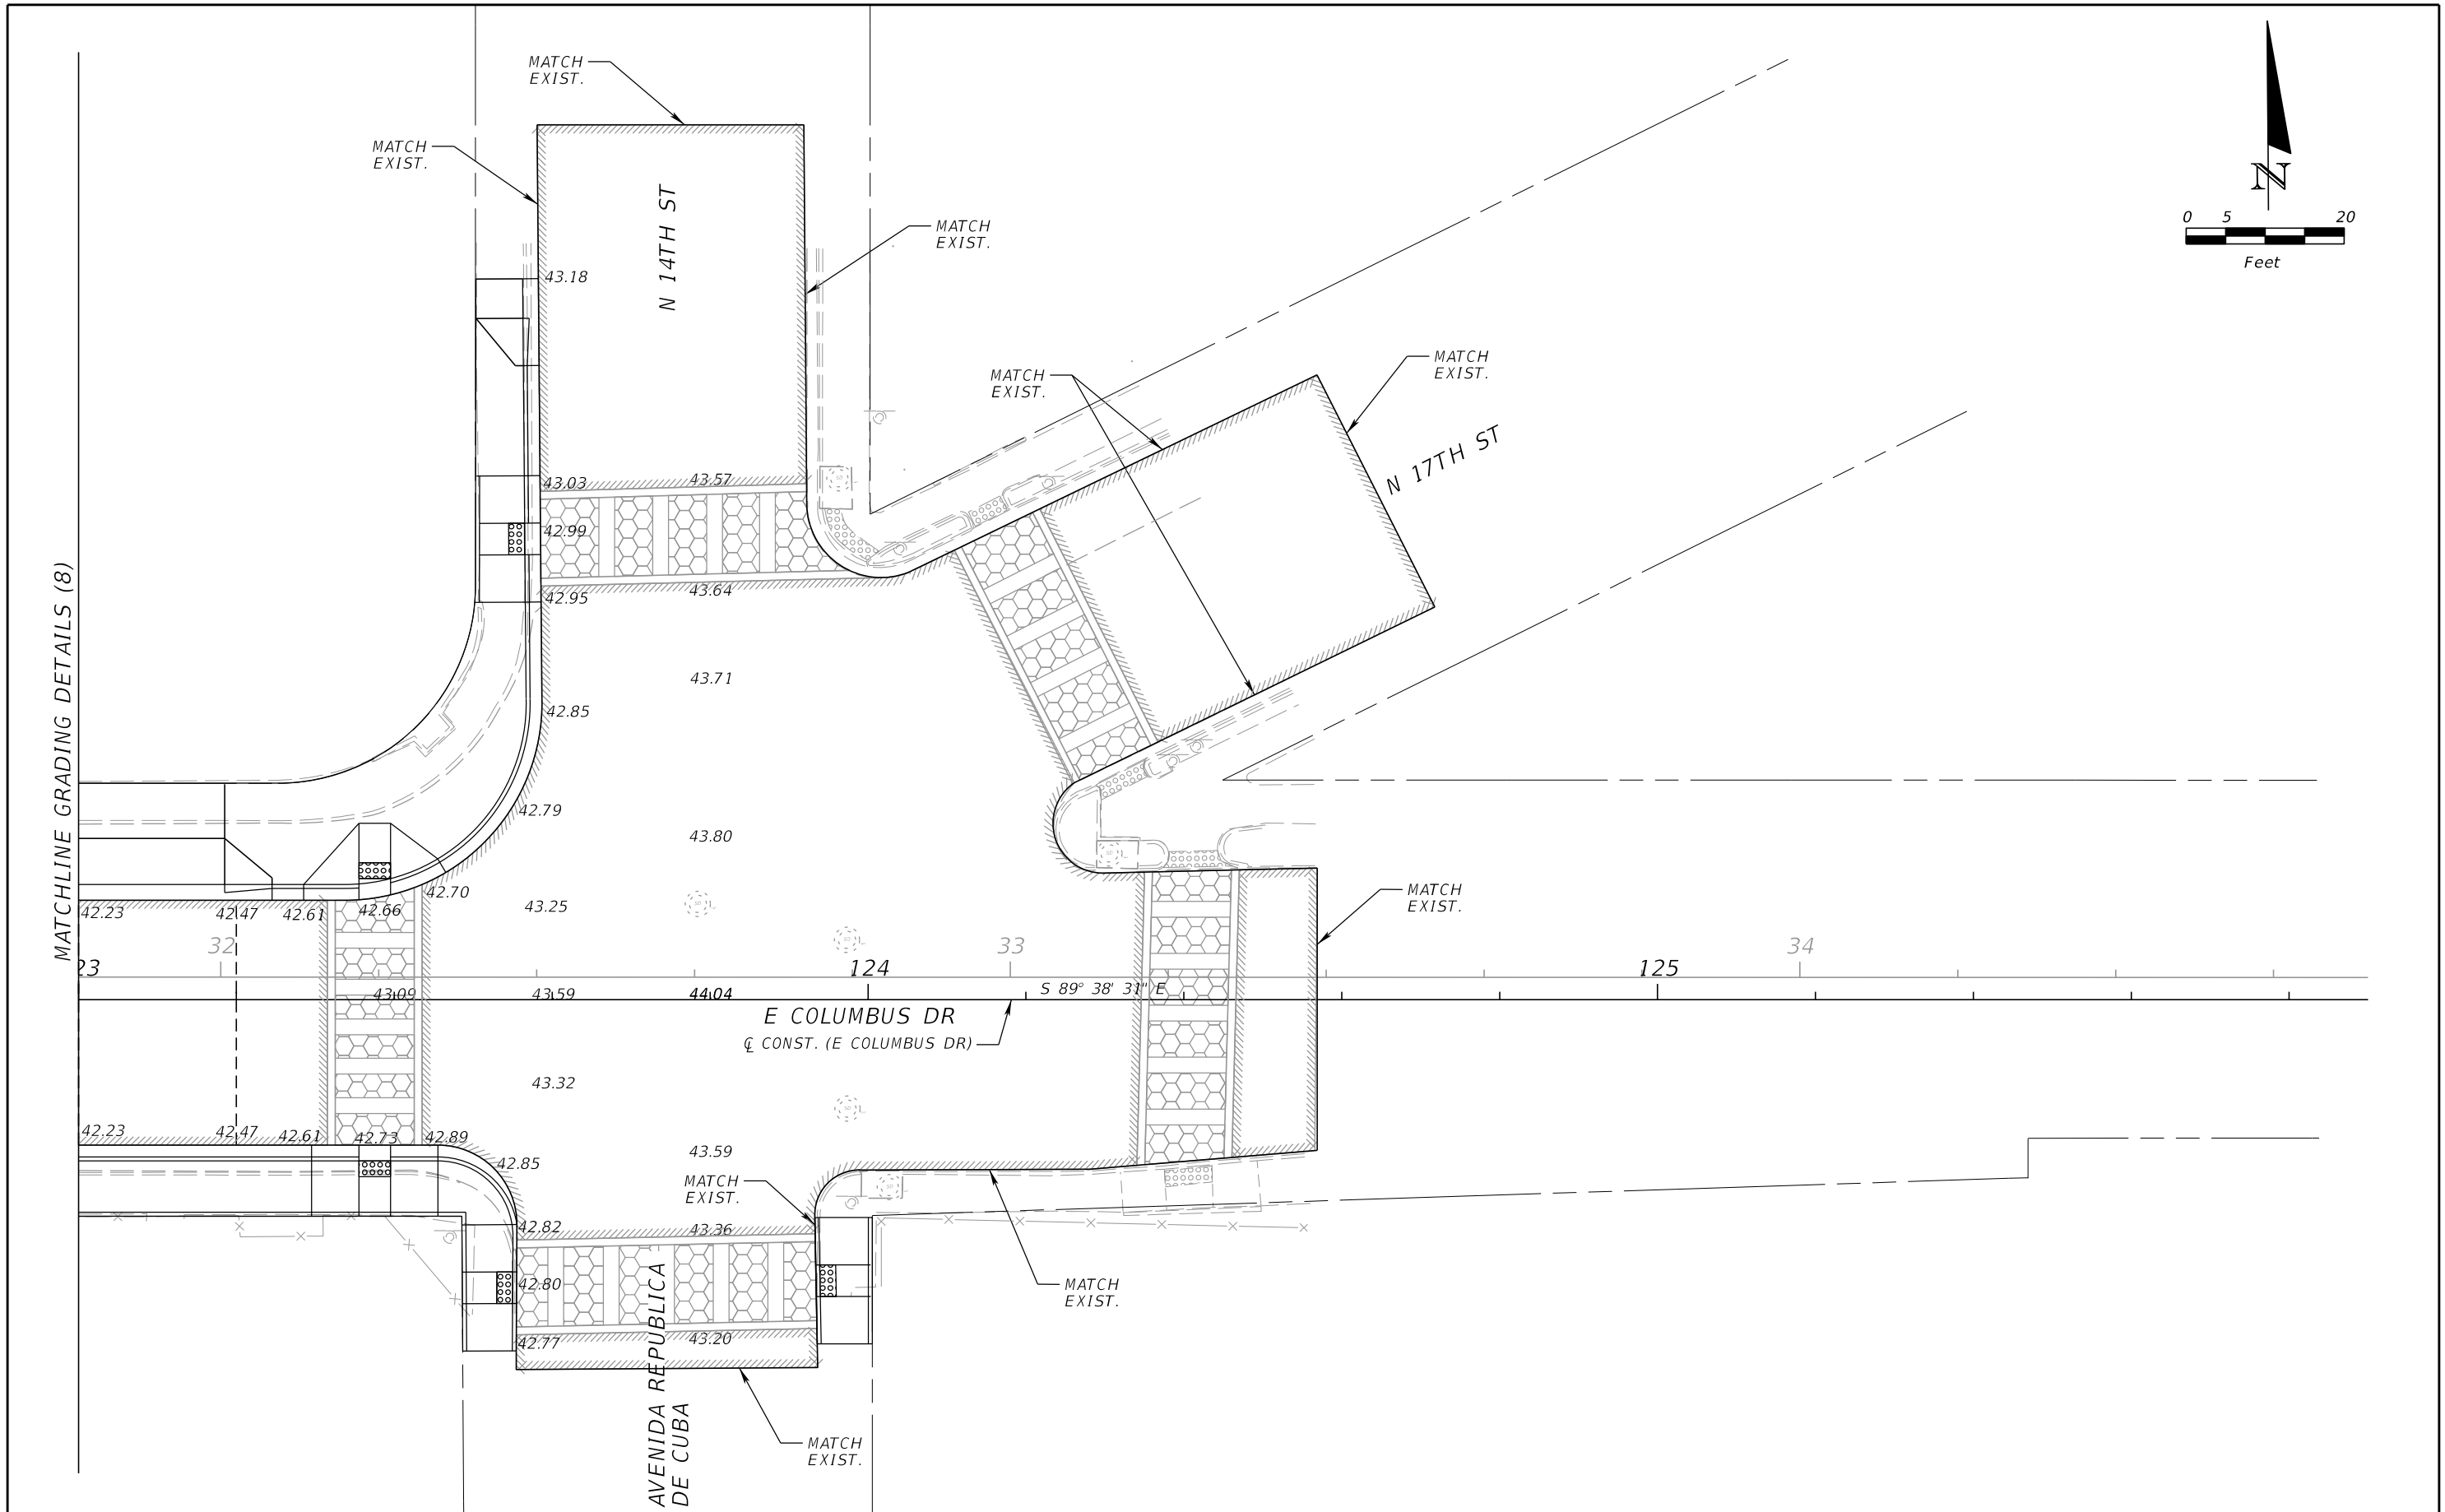 MATCH
EXIST.
MATCH
EXIST.
N
0 5 20
Feet
MATCH
EXIST.
N 14TH ST
43.18
MATCH
EXIST.
MATCH
EXIST.
N 17TH ST
43.03
43.57
42.99
42.95
43.64
MATCHLINE GRADING DETAILS (8)
43.71
42.85
42.79
43.80
42.70
42.23
42.47
42.61
42.66
43.25
MATCH
EXIST.
32
33
34
23
124
125
43.09
43.59
44.04
S 89° 38' 31" E
E COLUMBUS DR
℄ CONST. (E COLUMBUS DR)
43.32
42.23
42.47
42.61
42.73
42.89
42.85
43.59
MATCH
EXIST.
42.82
43.36
42.80
MATCH
EXIST.
42.77
43.20
AVENIDA REPUBLICA
DE CUBA
MATCH
EXIST.